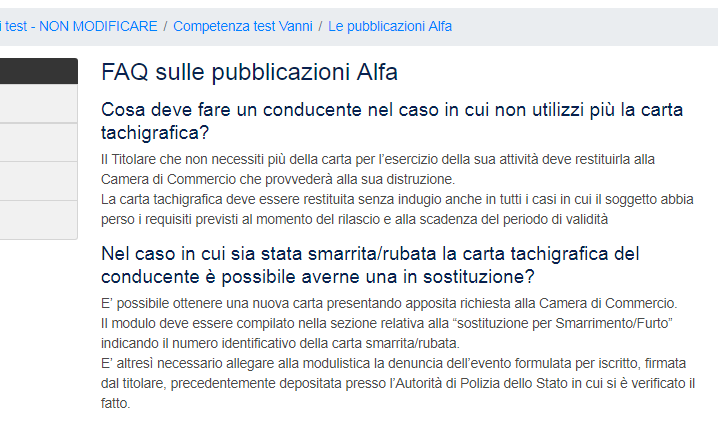 i test - NON MODIFICARE / Competenza test Vanni / Le pubblicazioni Alfa
FAQ sulle pubblicazioni Alfa
Cosa deve fare un conducente nel caso in cui non utilizzi più la carta
tachigrafica?
Il Titolare che non necessiti più della carta per l’esercizio della sua attività deve restituirla alla
Camera di Commercio che provvederà alla sua distruzione.
La carta tachigrafica deve essere restituita senza indugio anche in tutti i casi in cui il soggetto abbia
perso i requisiti previsti al momento del rilascio e alla scadenza del periodo di validità
Nel caso in cui sia stata smarrita/rubata la carta tachigrafica del
conducente è possibile averne una in sostituzione?
E’ possibile ottenere una nuova carta presentando apposita richiesta alla Camera di Commercio.
Il modulo deve essere compilato nella sezione relativa alla “sostituzione per Smarrimento/Furto”
indicando il numero identificativo della carta smarrita/rubata.
E’ altresì necessario allegare alla modulistica la denuncia dell’evento formulata per iscritto, firmata
dal titolare, precedentemente depositata presso l’Autorità di Polizia dello Stato in cui si è verificato il
fatto.